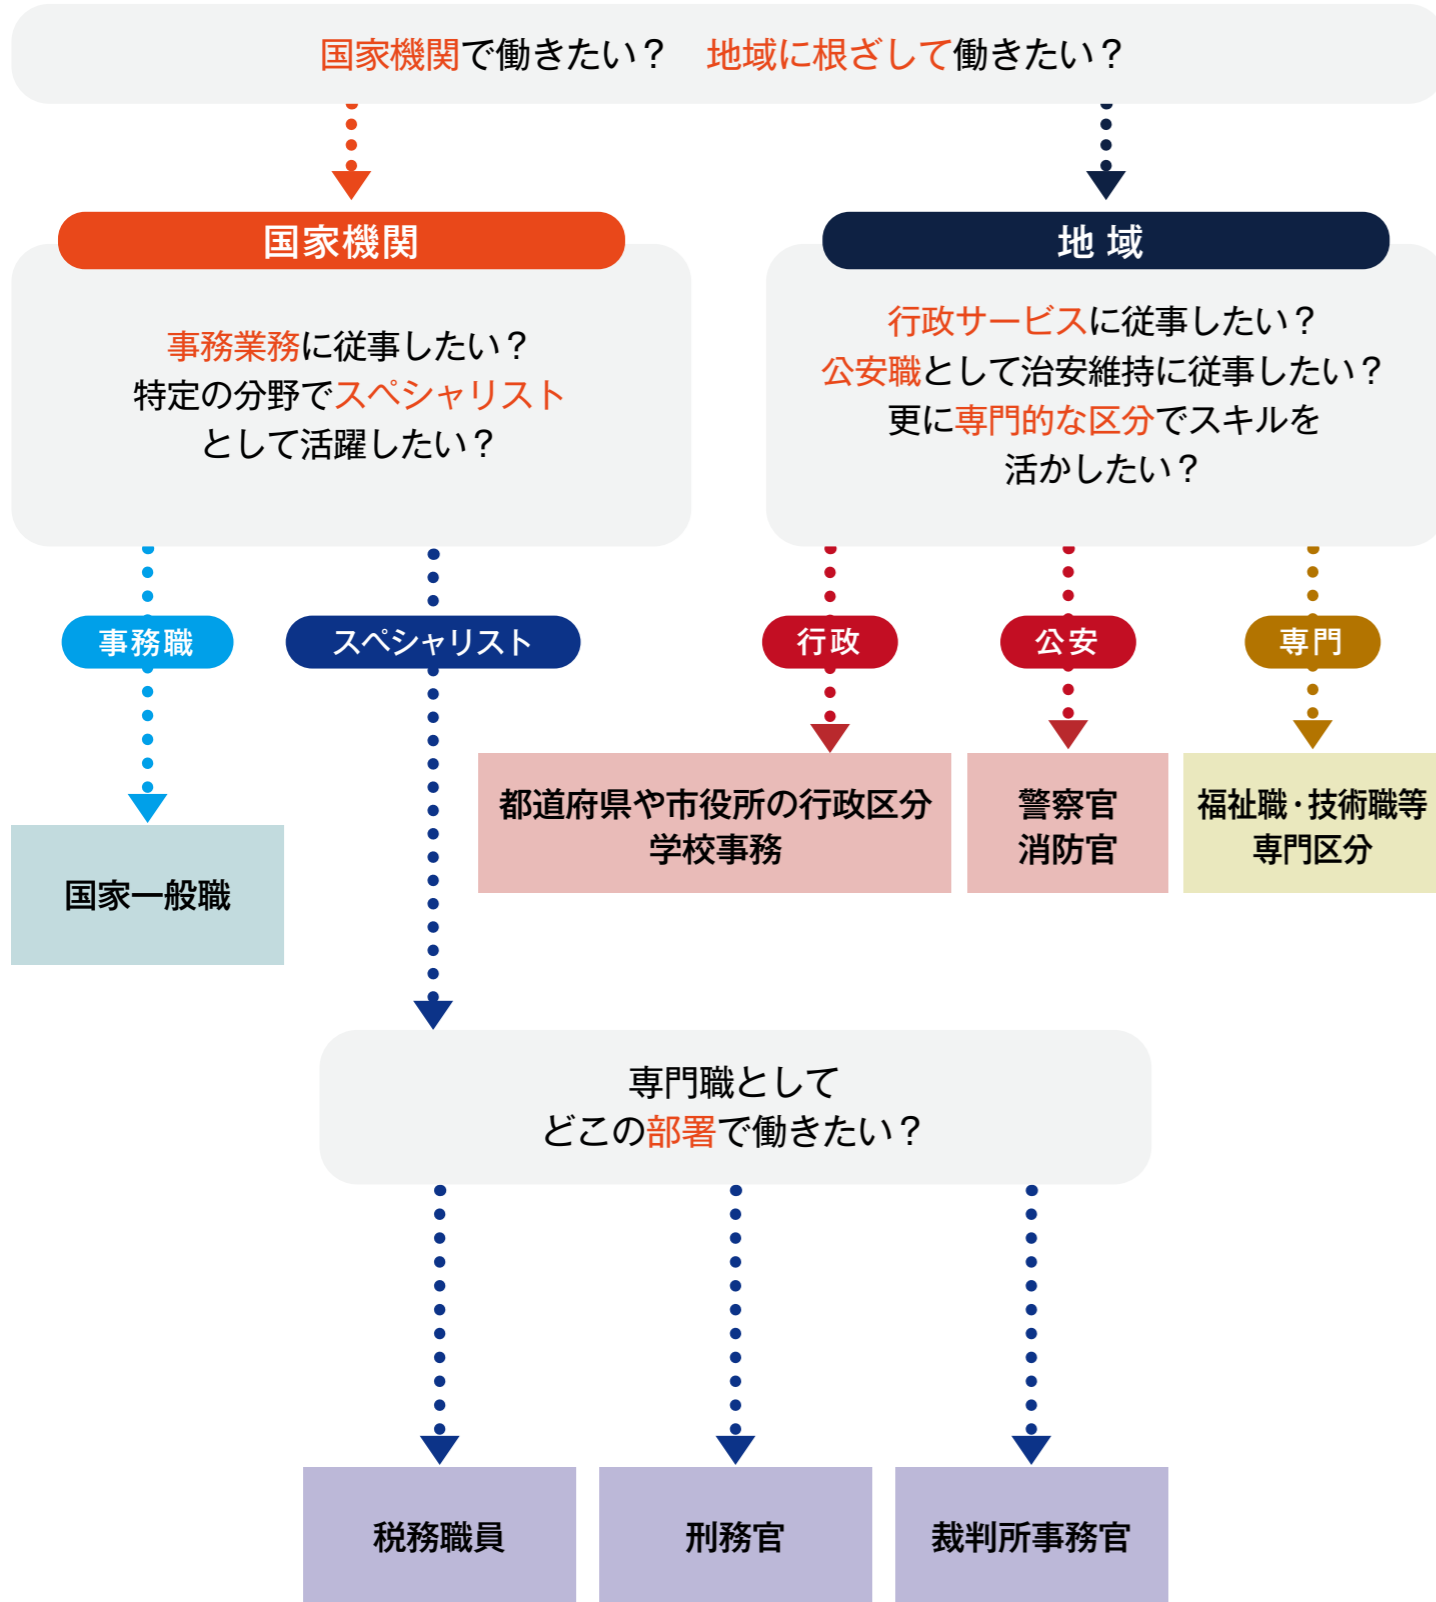 国家機関で働きたい？　地域に根ざして働きたい？
国家機関
事務業務に従事したい？
特定の分野でスペシャリスト
として活躍したい？
地域
行政サービスに従事したい？
公安職として治安維持に従事したい？
更に専門的な区分でスキルを
活かしたい？
事務職
スペシャリスト
行政
公安
専門
都道府県や市役所の行政区分
学校事務
警察官
消防官
福祉職・技術職等
専門区分
国家一般職
専門職として
どこの部署で働きたい？
税務職員
刑務官
裁判所事務官